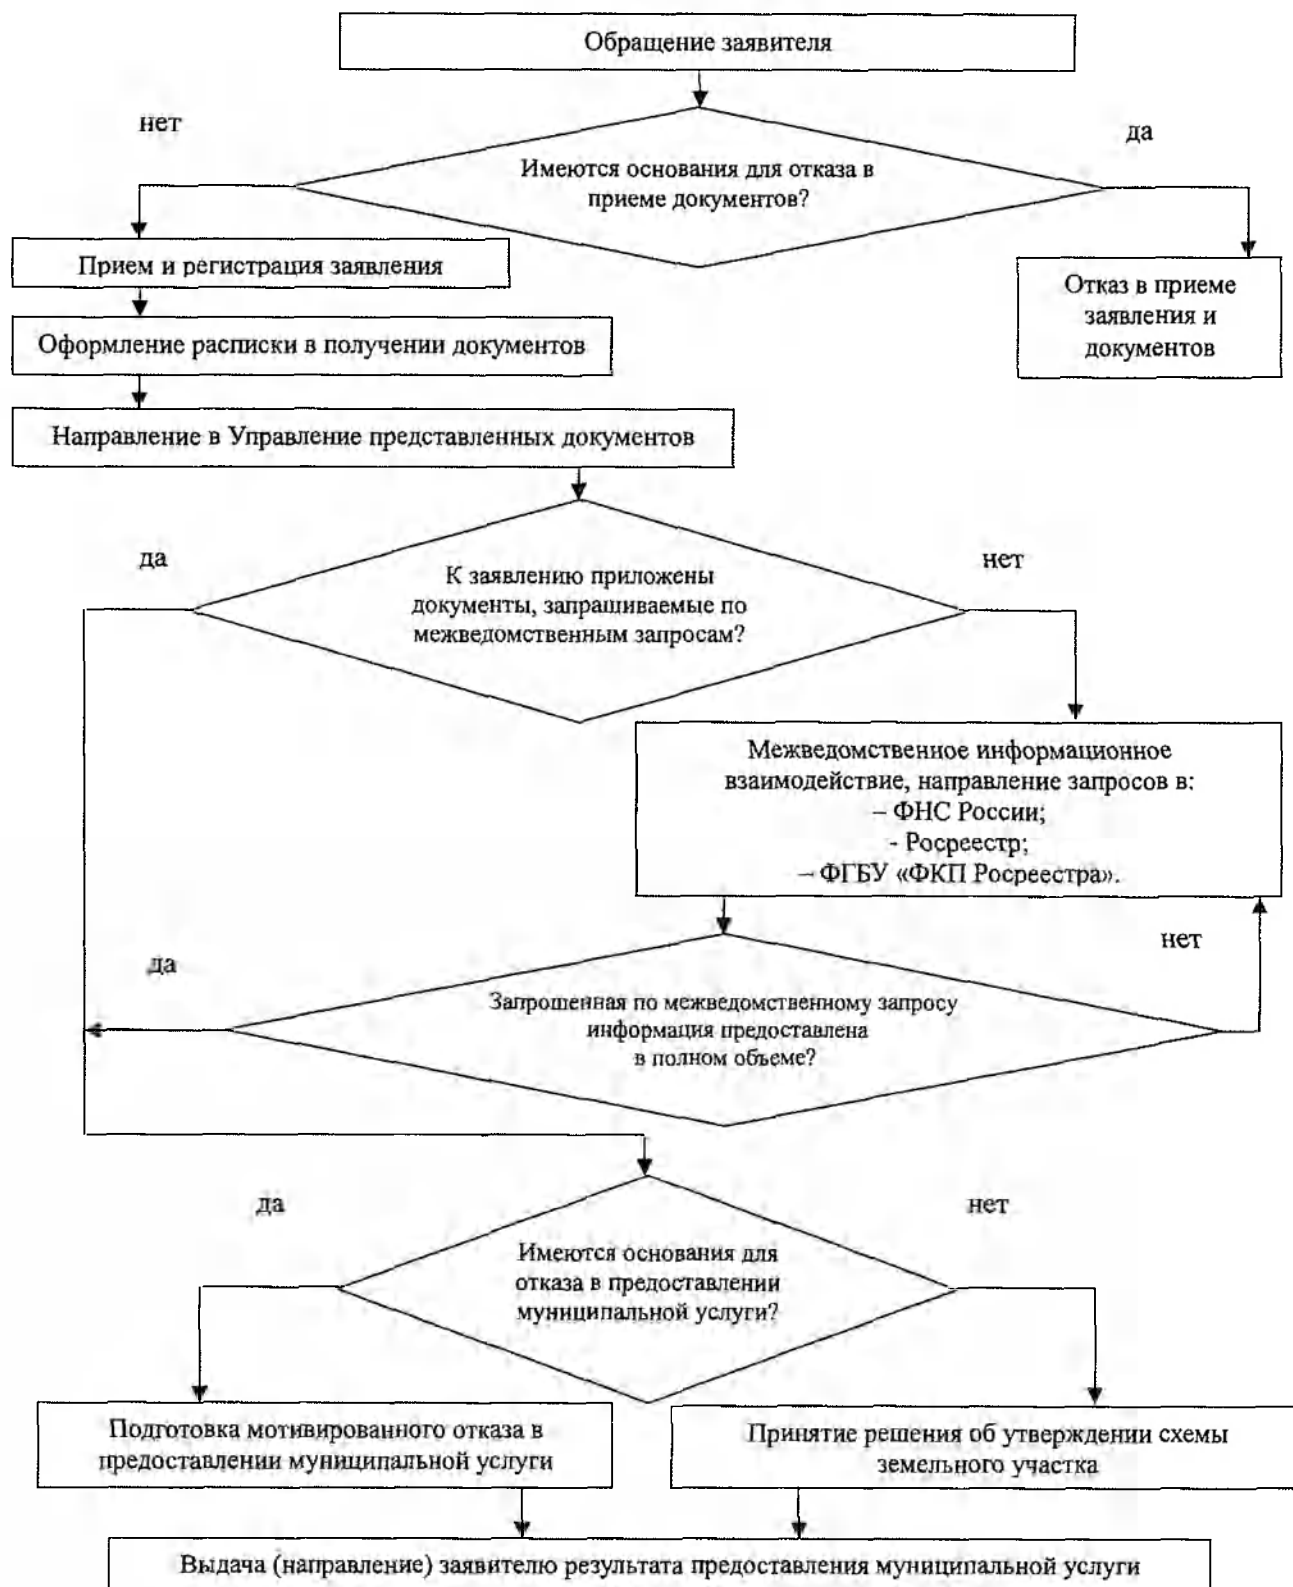 Обращение заявителя
нет
да
Имеются основания для отказа в
приеме документов?
Прием и регистрация заявления
Отказ в приеме
заявления и
документов
Оформление расписки в получении документов
Направление в Управление представленных документов
да
нет
К заявлению приложены
документы, запрашиваемые по
межведомственным запросам?
Межведомственное информационное
взаимодействие, направление запросов в:
– ФНС России;
- Росреестр;
– ФГБУ «ФКП Росреестра».
да
нет
Запрошенная по межведомственному запросу
информация предоставлена
в полном объеме?
да
нет
Имеются основания для
отказа в предоставлении
муниципальной услуги?
Подготовка мотивированного отказа в
предоставлении муниципальной услуги
Принятие решения об утверждении схемы
земельного участка
Выдача (направление) заявителю результата предоставления муниципальной услуги